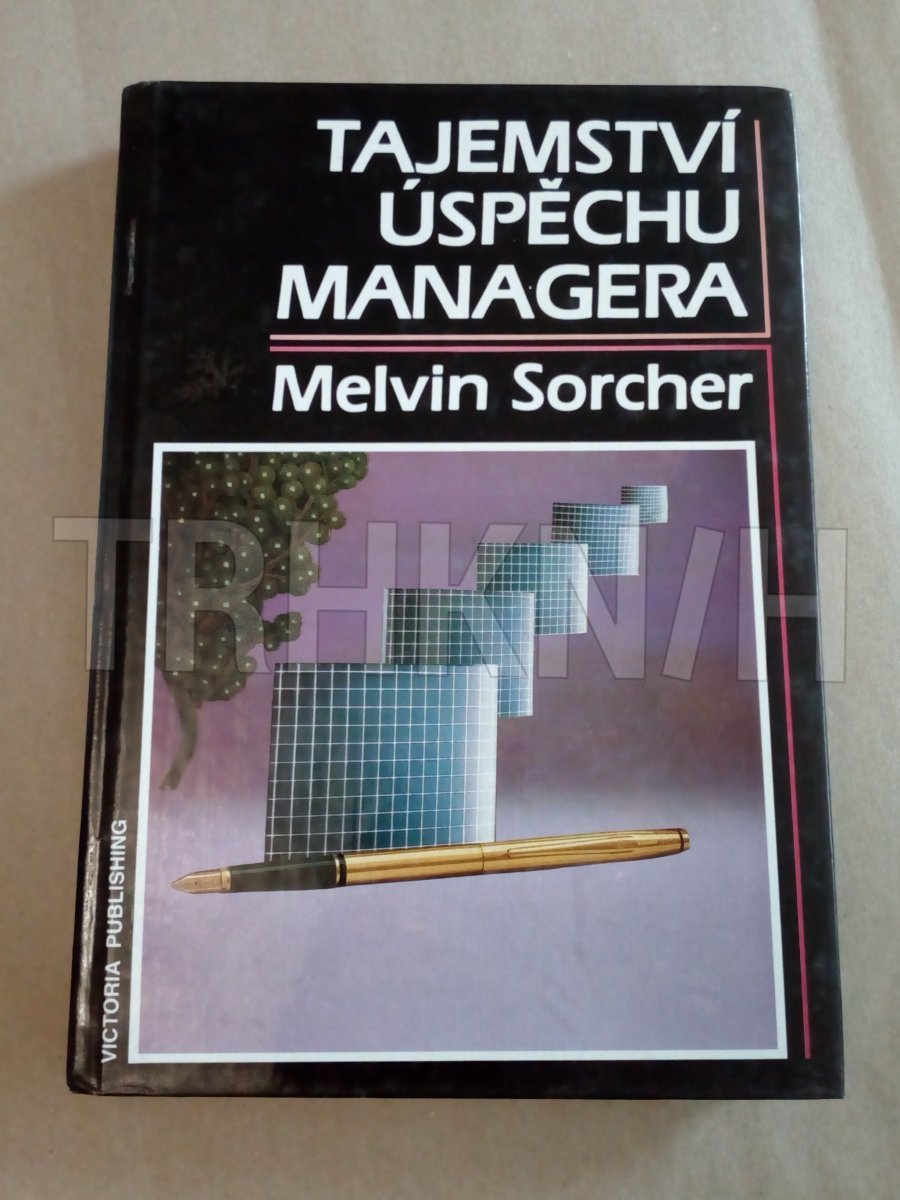 TAJEMSTVÍ
ÚSPĚCHU
MANAGERA
Melvin Sorcher
TRHKNIH
VICTORIA PUBLISHING